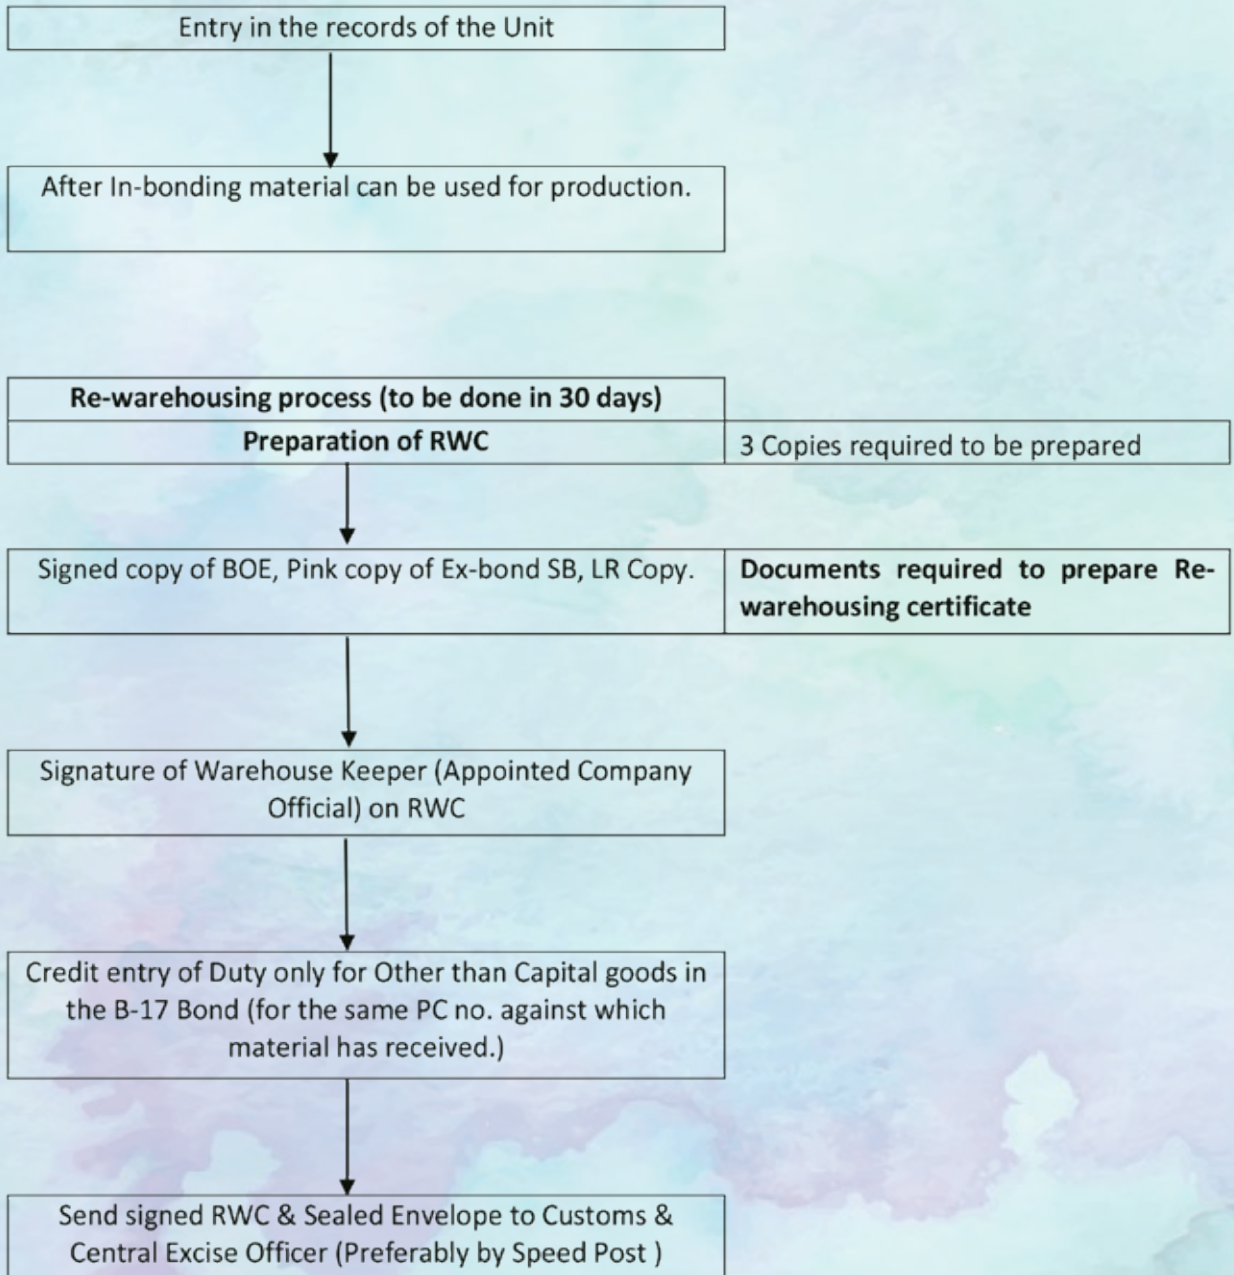 Entry in the records of the Unit
After In-bonding material can be used for production.
Re-warehousing process (to be done in 30 days)
Preparation of RWC
3 Copies required to be prepared
Signed copy of BOE, Pink copy of Ex-bond SB, LR Copy.
Documents required to prepare Re-
warehousing certificate
Signature of Warehouse Keeper (Appointed Company
Official) on RWC
Credit entry of Duty only for Other than Capital goods in
the B-17 Bond (for the same PC no. against which
material has received.)
Send signed RWC & Sealed Envelope to Customs &
Central Excise Officer (Preferably by Speed Post )